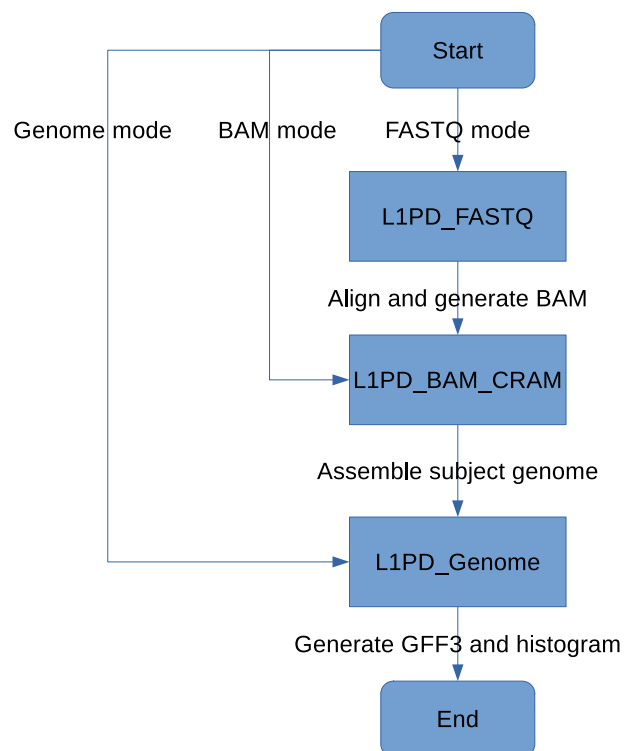 Start
Genome mode
BAM mode
FASTQ mode
L1PD_FASTQ
Align and generate BAM
L1PD_BAM_CRAM
Assemble subject genome
L1PD_Genome
Generate GFF3 and histogram
End